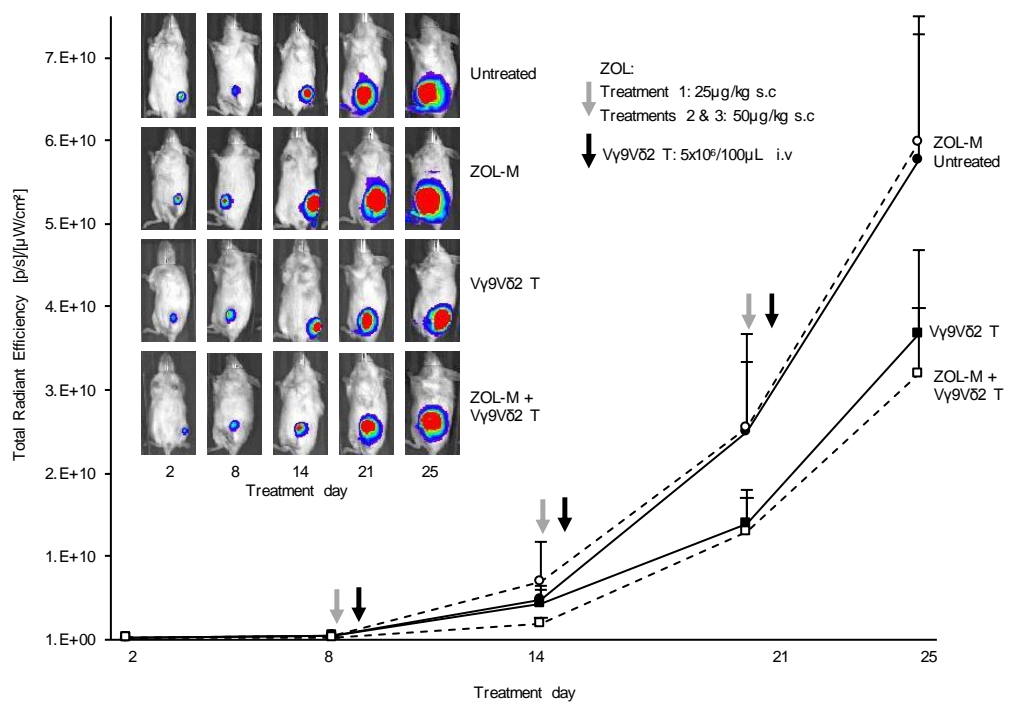 7.E+10
6.E+10
5.E+10
4.E+10
3.E+10
2.E+10
1.E+10
1.E+00
Total Radiant Efficiency [p/s]/[µW/cm²]
Untreated
ZOL-M
Vγ9Vδ2 T
ZOL-M +
Vγ9Vδ2 T
2 8 14 21 25
Treatment day
ZOL:
Treatment 1: 25µg/kg s.c
Treatments 2 & 3: 50µg/kg s.c
Vγ9Vδ2 T: 5x10⁶/100µL i.v
ZOL-M
Untreated
Vγ9Vδ2 T
ZOL-M +
Vγ9Vδ2 T
2 8 14 21 25
Treatment day